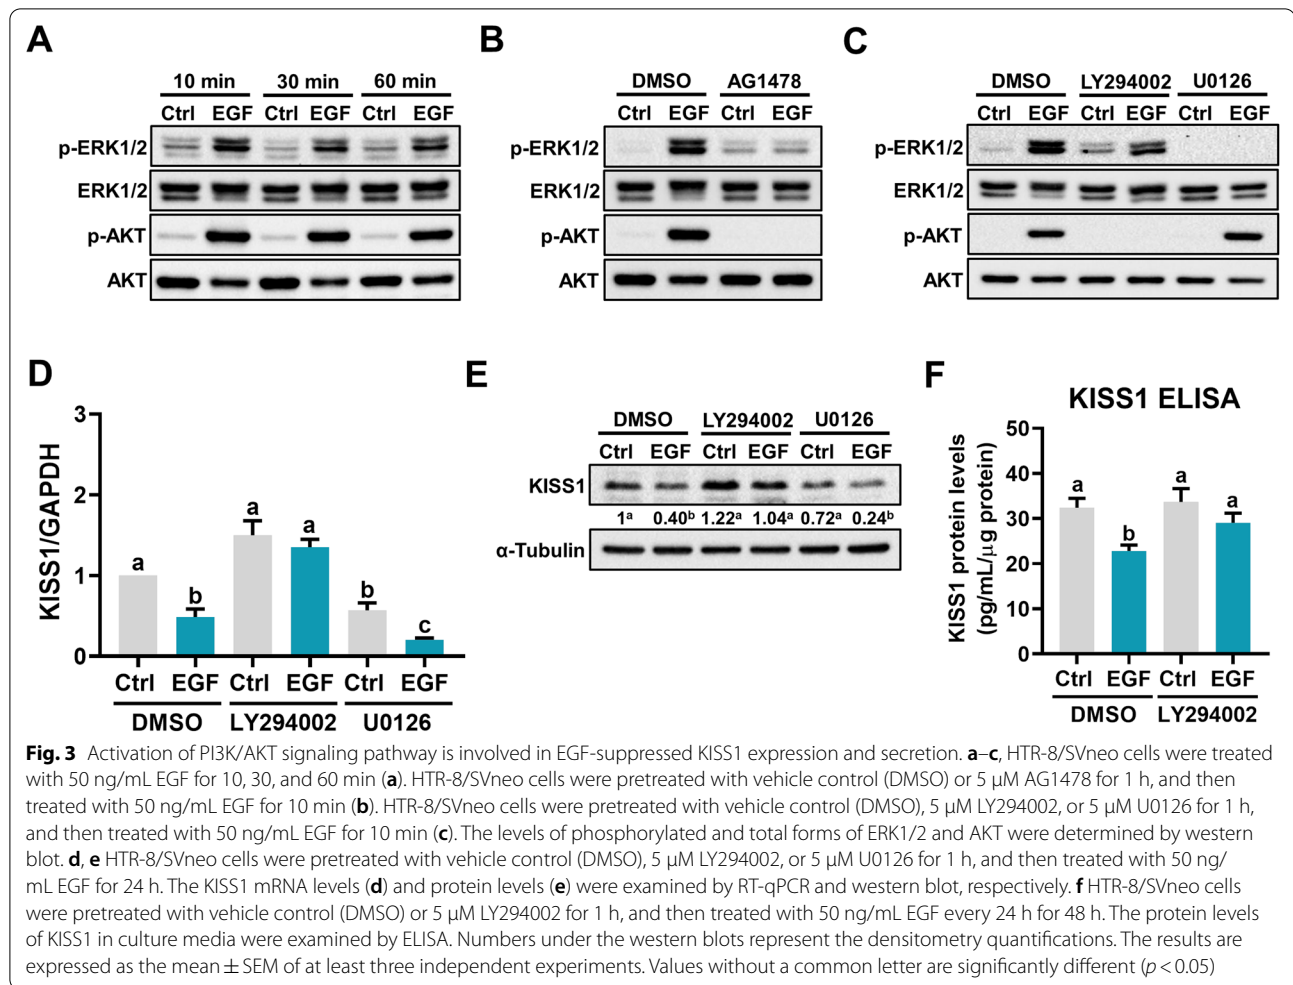 A
10 min 30 min 60 min
Ctrl EGF Ctrl EGF Ctrl EGF
p-ERK1/2
ERK1/2
p-AKT
AKT
B
DMSO AG1478
Ctrl EGF Ctrl EGF
p-ERK1/2
ERK1/2
p-AKT
AKT
C
DMSO LY294002 U0126
Ctrl EGF Ctrl EGF Ctrl EGF
p-ERK1/2
ERK1/2
p-AKT
AKT
D
KISS1/GAPDH
3
2
1
0
a b a a b c
Ctrl EGF Ctrl EGF Ctrl EGF
DMSO LY294002 U0126
E
DMSO LY294002 U0126
Ctrl EGF Ctrl EGF Ctrl EGF
KISS1
1ᵃ 0.40ᵇ 1.22ᵃ 1.04ᵃ 0.72ᵃ 0.24ᵇ
α-Tubulin
F
KISS1 ELISA
KISS1 protein levels
(pg/mL/μg protein)
50
40
30
20
10
0
a b a a
Ctrl EGF Ctrl EGF
DMSO LY294002
Fig. 3 Activation of PI3K/AKT signaling pathway is involved in EGF-suppressed KISS1 expression and secretion. a–c, HTR-8/SVneo cells were treated
with 50 ng/mL EGF for 10, 30, and 60 min (a). HTR-8/SVneo cells were pretreated with vehicle control (DMSO) or 5 μM AG1478 for 1 h, and then
treated with 50 ng/mL EGF for 10 min (b). HTR-8/SVneo cells were pretreated with vehicle control (DMSO), 5 μM LY294002, or 5 μM U0126 for 1 h,
and then treated with 50 ng/mL EGF for 10 min (c). The levels of phosphorylated and total forms of ERK1/2 and AKT were determined by western
blot. d, e HTR-8/SVneo cells were pretreated with vehicle control (DMSO), 5 μM LY294002, or 5 μM U0126 for 1 h, and then treated with 50 ng/
mL EGF for 24 h. The KISS1 mRNA levels (d) and protein levels (e) were examined by RT-qPCR and western blot, respectively. f HTR-8/SVneo cells
were pretreated with vehicle control (DMSO) or 5 μM LY294002 for 1 h, and then treated with 50 ng/mL EGF every 24 h for 48 h. The protein levels
of KISS1 in culture media were examined by ELISA. Numbers under the western blots represent the densitometry quantifications. The results are
expressed as the mean ± SEM of at least three independent experiments. Values without a common letter are significantly different (p < 0.05)